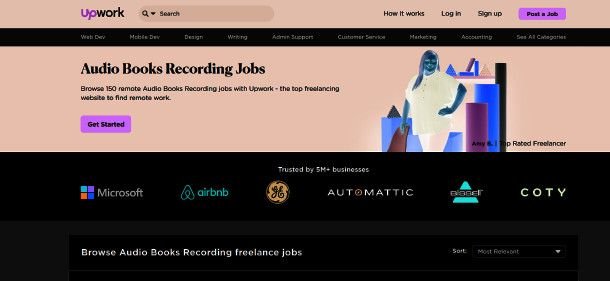 Upwork
Search
How it works
Log in
Sign up
Post a Job
Web Dev
Mobile Dev
Design
Writing
Admin Support
Customer Service
Marketing
Accounting
See All Categories
Audio Books Recording Jobs
Browse 150 remote Audio Books Recording jobs with Upwork - the top freelancing
website to find remote work.
Get Started
Amy B. | Top Rated Freelancer
Trusted by 5M+ businesses
Microsoft
airbnb
GE
AUTOMATTIC
BISSELL
COTY
Browse Audio Books Recording freelance jobs
Sort:
Most Relevant